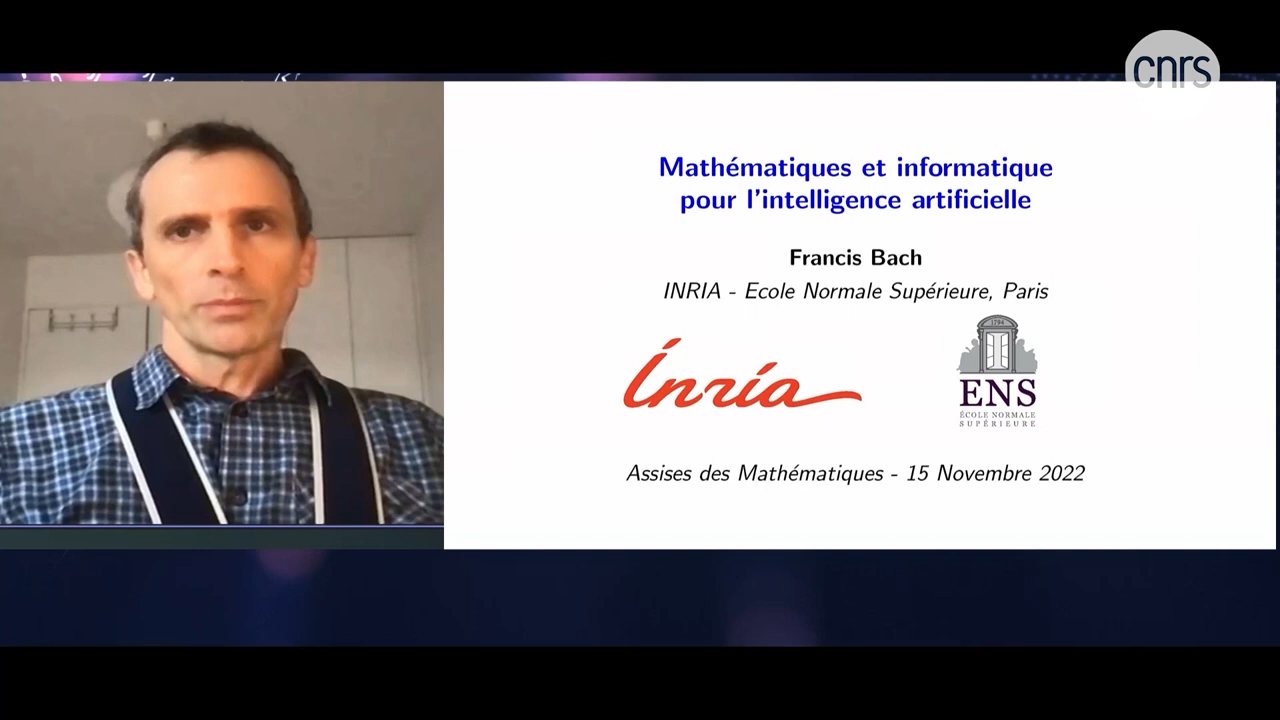 cnrs
Mathématiques et informatique
pour l'intelligence artificielle
Francis Bach
INRIA - Ecole Normale Supérieure, Paris
Inria
1794
ENS
ÉCOLE NORMALE
SUPÉRIEURE
Assises des Mathématiques - 15 Novembre 2022